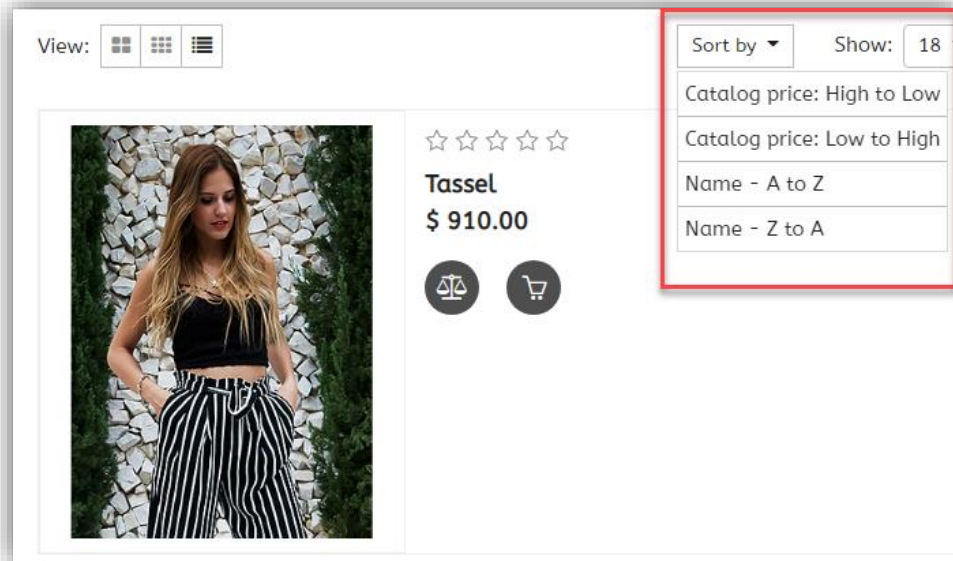 View:
Sort by
Show: 18
Catalog price: High to Low
Catalog price: Low to High
Name - A to Z
Name - Z to A
Tassel
$ 910.00